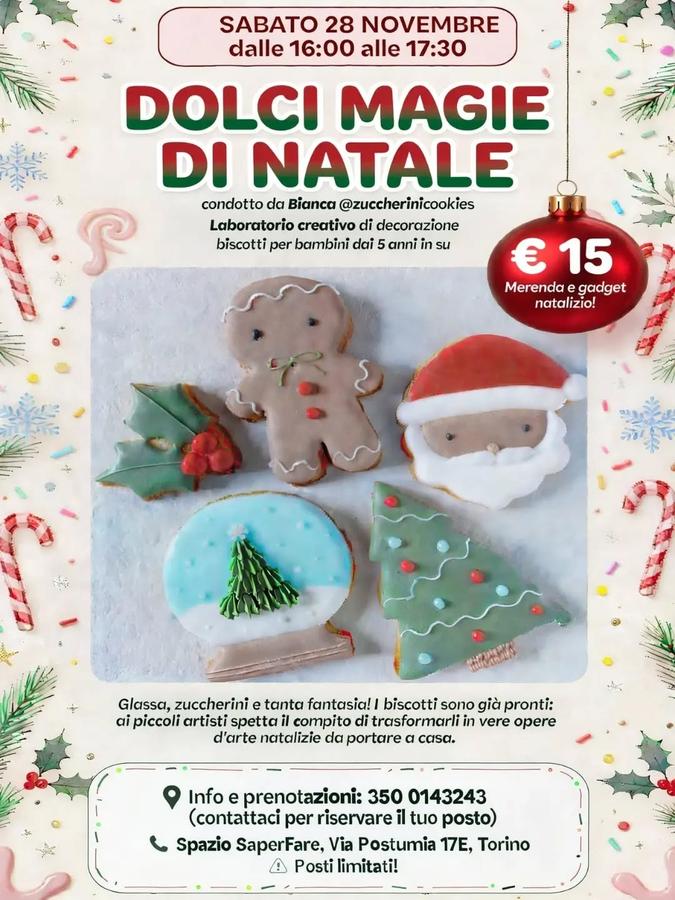 SABATO 28 NOVEMBRE
dalle 16:00 alle 17:30
DOLCI MAGIE
DI NATALE
condotto da Bianca @zuccherinicookies
Laboratorio creativo di decorazione
biscotti per bambini dai 5 anni in su
€ 15
Merenda e gadget
natalizio!
Glassa, zuccherini e tanta fantasia! I biscotti sono già pronti:
ai piccoli artisti spetta il compito di trasformarli in vere opere
d'arte natalizie da portare a casa.
Info e prenotazioni: 350 0143243
(contattaci per riservare il tuo posto)
Spazio SaperFare, Via Postumia 17E, Torino
⚠ Posti limitati!